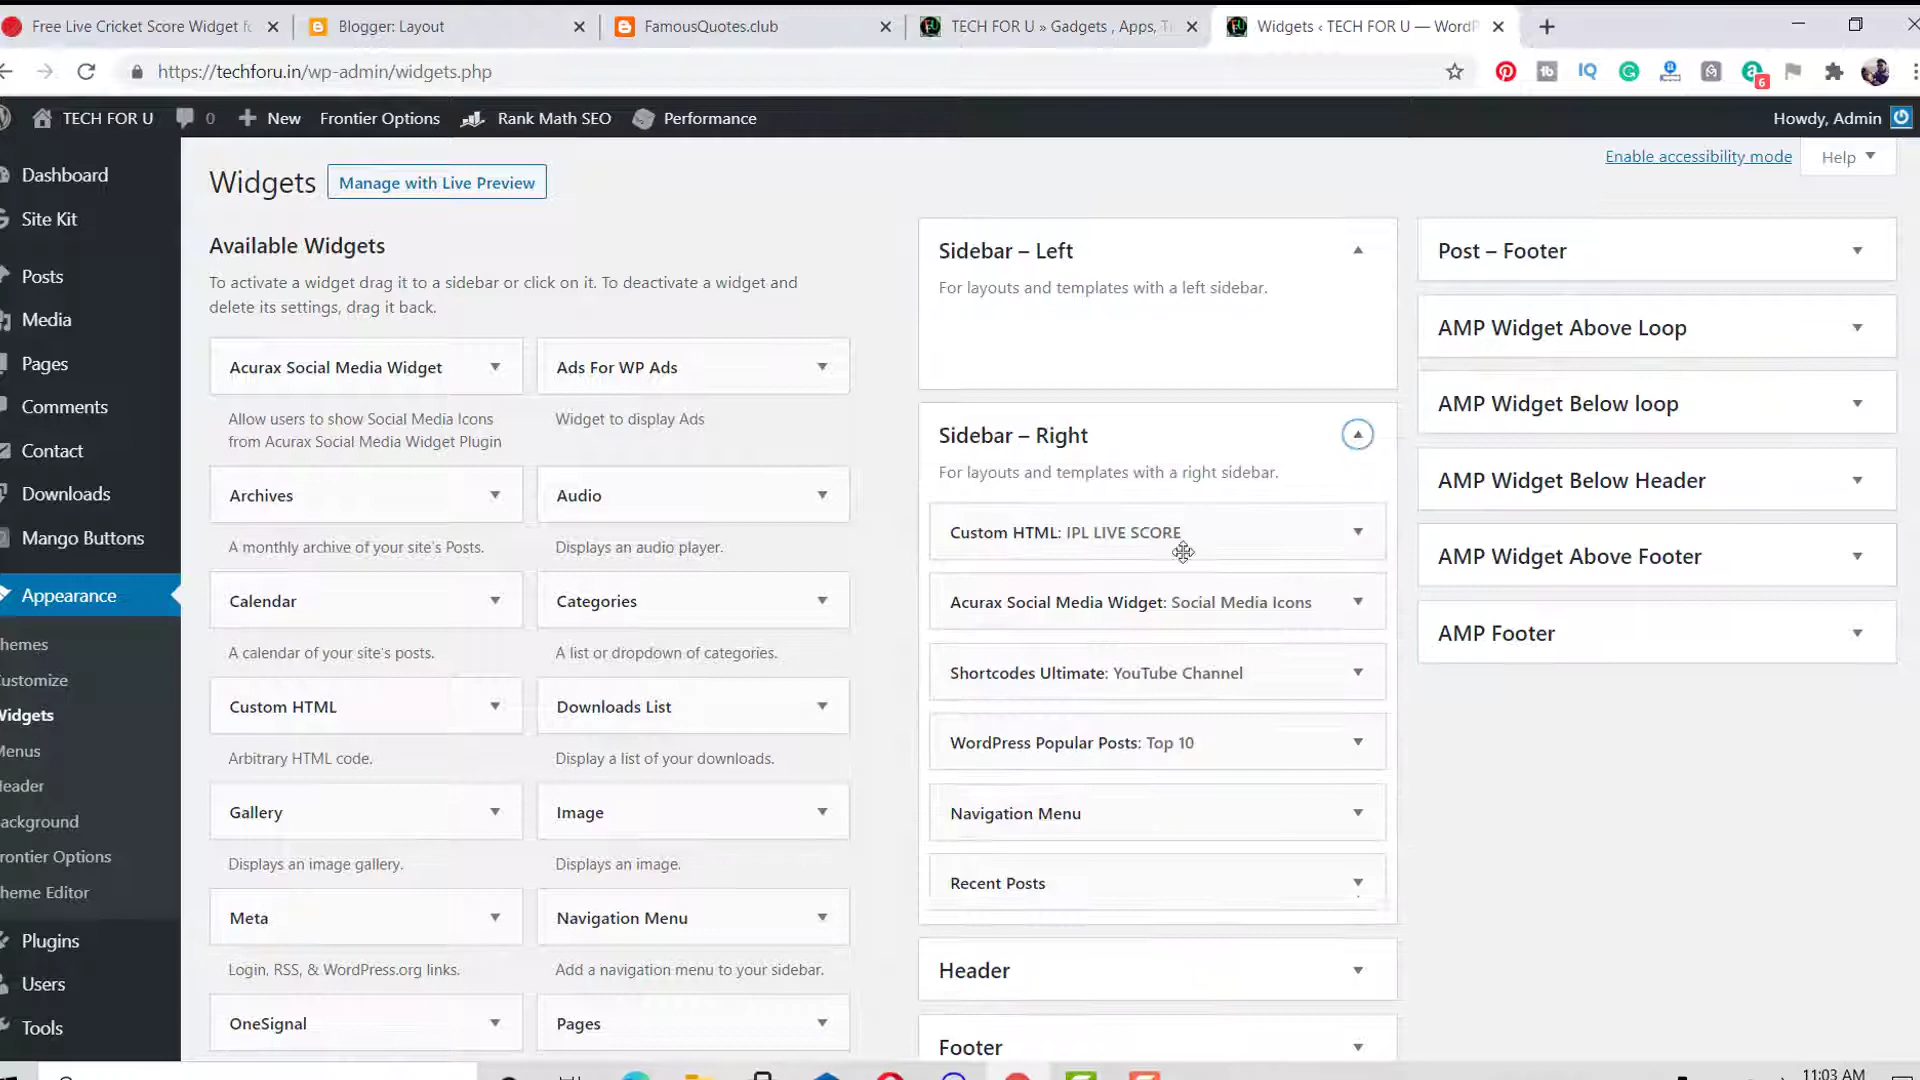 Free Live Cricket Score Widget fo
Blogger: Layout
FamousQuotes.club
TECH FOR U » Gadgets , Apps, T
Widgets ‹ TECH FOR U — WordP
https://techforu.in/wp-admin/widgets.php
6
TECH FOR U
0
New
Frontier Options
Rank Math SEO
Performance
Howdy, Admin
Dashboard
Site Kit
Posts
Media
Pages
Comments
Contact
Downloads
Mango Buttons
Appearance
hemes
ustomize
Widgets
Menus
eader
ackground
rontier Options
heme Editor
Plugins
Users
Tools
Widgets
Manage with Live Preview
Enable accessibility mode
Help
Available Widgets
To activate a widget drag it to a sidebar or click on it. To deactivate a widget and
delete its settings, drag it back.
Acurax Social Media Widget
Allow users to show Social Media Icons
from Acurax Social Media Widget Plugin
Ads For WP Ads
Widget to display Ads
Archives
A monthly archive of your site's Posts.
Audio
Displays an audio player.
Calendar
A calendar of your site's posts.
Categories
A list or dropdown of categories.
Custom HTML
Arbitrary HTML code.
Downloads List
Display a list of your downloads.
Gallery
Displays an image gallery.
Image
Displays an image.
Meta
Login, RSS, & WordPress.org links.
Navigation Menu
Add a navigation menu to your sidebar.
OneSignal
Pages
Sidebar – Left
For layouts and templates with a left sidebar.
Sidebar – Right
For layouts and templates with a right sidebar.
Custom HTML: IPL LIVE SCORE
Acurax Social Media Widget: Social Media Icons
Shortcodes Ultimate: YouTube Channel
WordPress Popular Posts: Top 10
Navigation Menu
Recent Posts
Header
Footer
Post – Footer
AMP Widget Above Loop
AMP Widget Below loop
AMP Widget Below Header
AMP Widget Above Footer
AMP Footer
11:03 AM